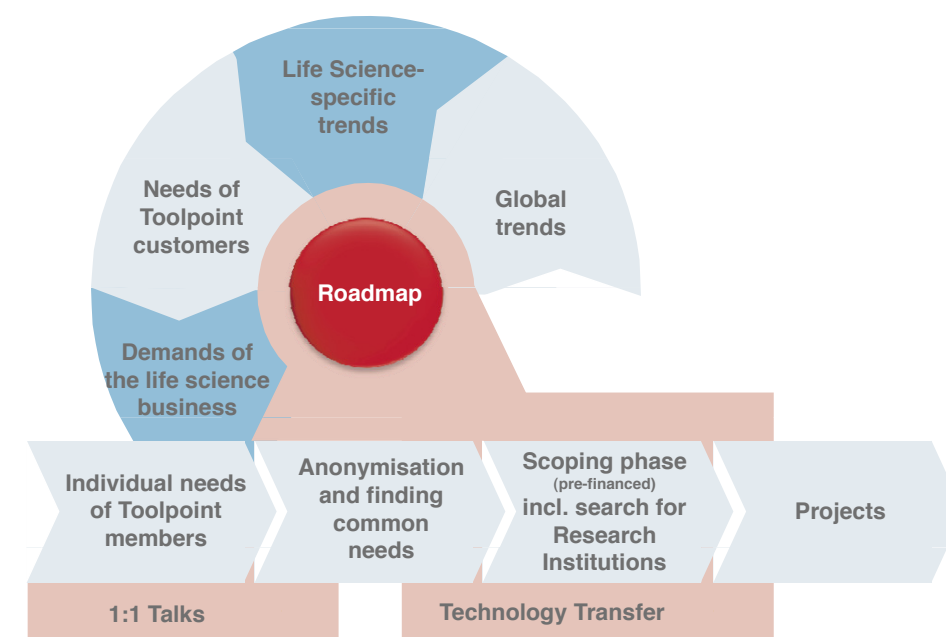 Life Science-
specific
trends
Needs of
Toolpoint
customers
Global
trends
Roadmap
Demands of
the life science
business
Individual needs
of Toolpoint
members
Anonymisation
and finding
common
needs
Scoping phase
(pre-financed)
incl. search for
Research
Institutions
Projects
1:1 Talks
Technology Transfer